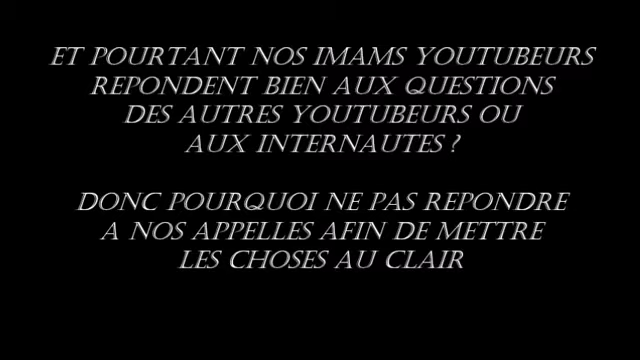 ET POURTANT NOS IMAMS YOUTUBEURS
REPONDENT BIEN AUX QUESTIONS
DES AUTRES YOUTUBEURS OU
AUX INTERNAUTES ?
DONC POURQUOI NE PAS REPONDRE
A NOS APPELLES AFIN DE METTRE
LES CHOSES AU CLAIR